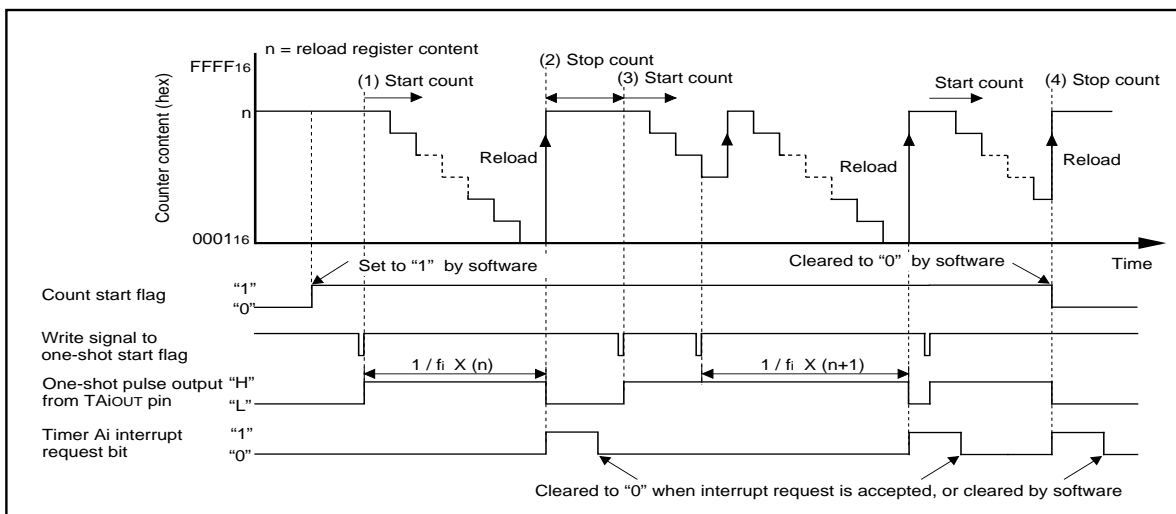 n = reload register content
FFFF16
(1) Start count
(2) Stop count
(3) Start count
Start count
(4) Stop count
n
Counter content (hex)
Reload
Reload
Reload
000116
Time
Set to “1” by software
Cleared to “0” by software
Count start flag
“1”
“0”
Write signal to
one-shot start flag
1 / fi X (n)
1 / fi X (n+1)
One-shot pulse output
from TAiOUT pin
“H”
“L”
Timer Ai interrupt
request bit
“1”
“0”
Cleared to “0” when interrupt request is accepted, or cleared by software